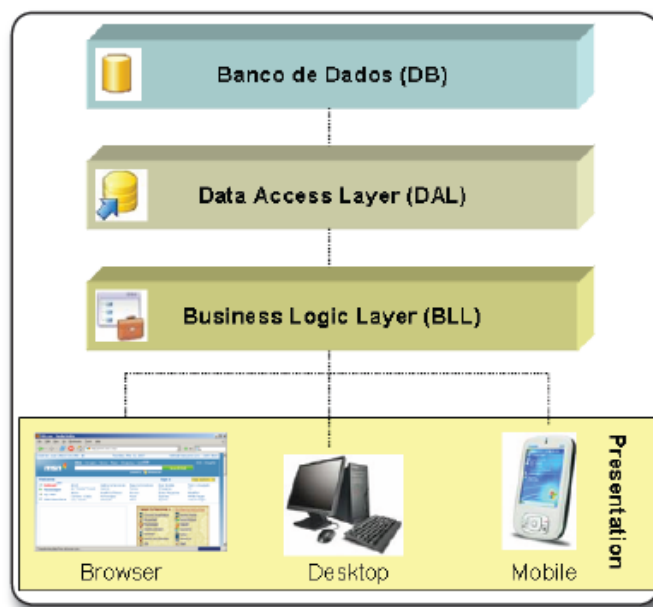 Banco de Dados (DB)
Data Access Layer (DAL)
Business Logic Layer (BLL)
Presentation
Browser
Desktop
Mobile